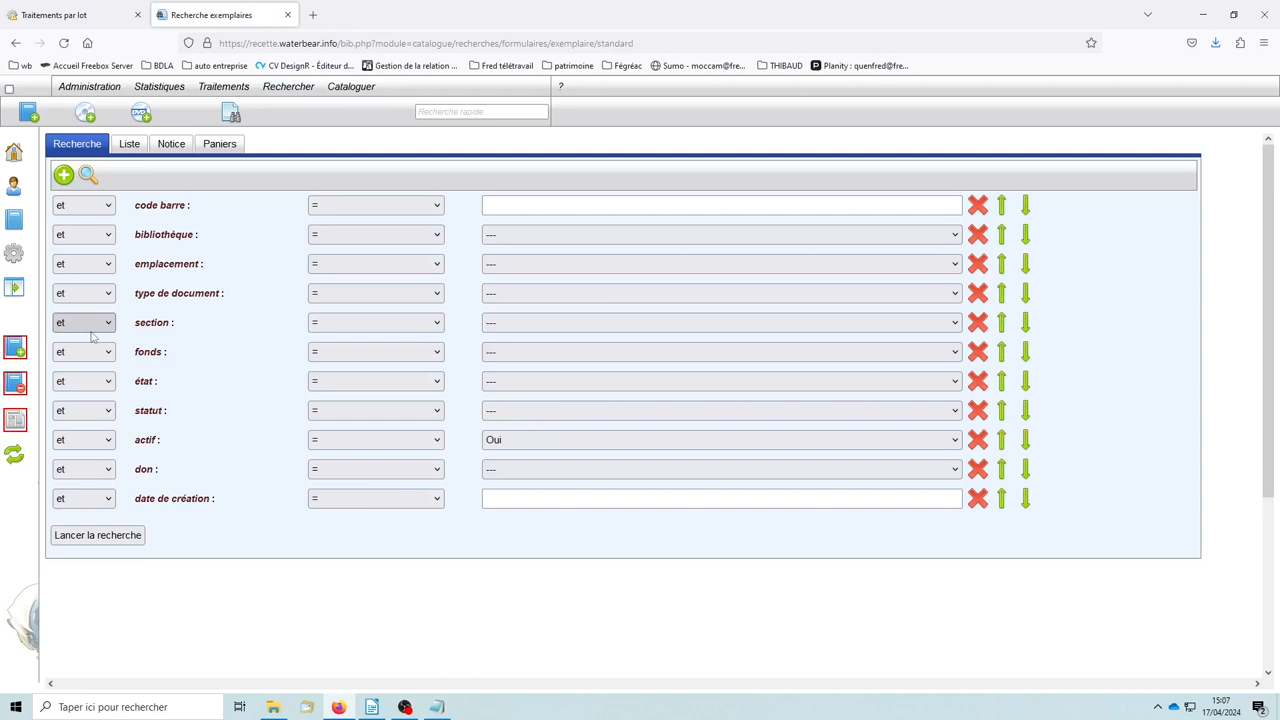 Traitements par lot
Recherche exemplaires
https://recette.waterbear.info/bib.php?module=catalogue/recherches/formulaires/exemplaire/standard
wb Accueil Freebox Server BDLA auto entreprise CV DesignR - Éditeur d... Gestion de la relation ... Fred télétravail patrimoine Fégréac Sumo - moccam@fre... THIBAUD Planity : quenfred@fre...
Administration Statistiques Traitements Rechercher Cataloguer ?
Recherche rapide
Recherche Liste Notice Paniers
et code barre : =
et bibliothéque : = ---
et emplacement : = ---
et type de document : = ---
et section : = ---
et fonds : = ---
et état : = ---
et statut : = ---
et actif : = Oui
et don : = ---
et date de création : =
Lancer la recherche
Taper ici pour rechercher
15:07
17/04/2024
2